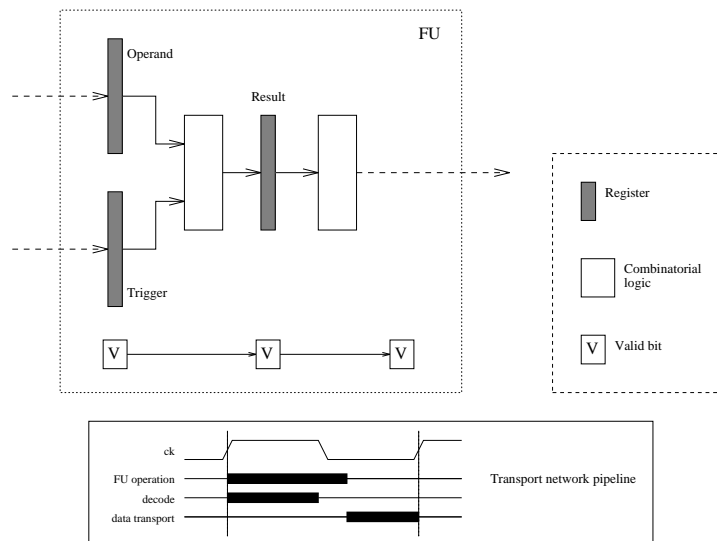 FU
Operand
Result
Trigger
V
V
V
Register
Combinatorial
logic
V
Valid bit
ck
FU operation
decode
data transport
Transport network pipeline